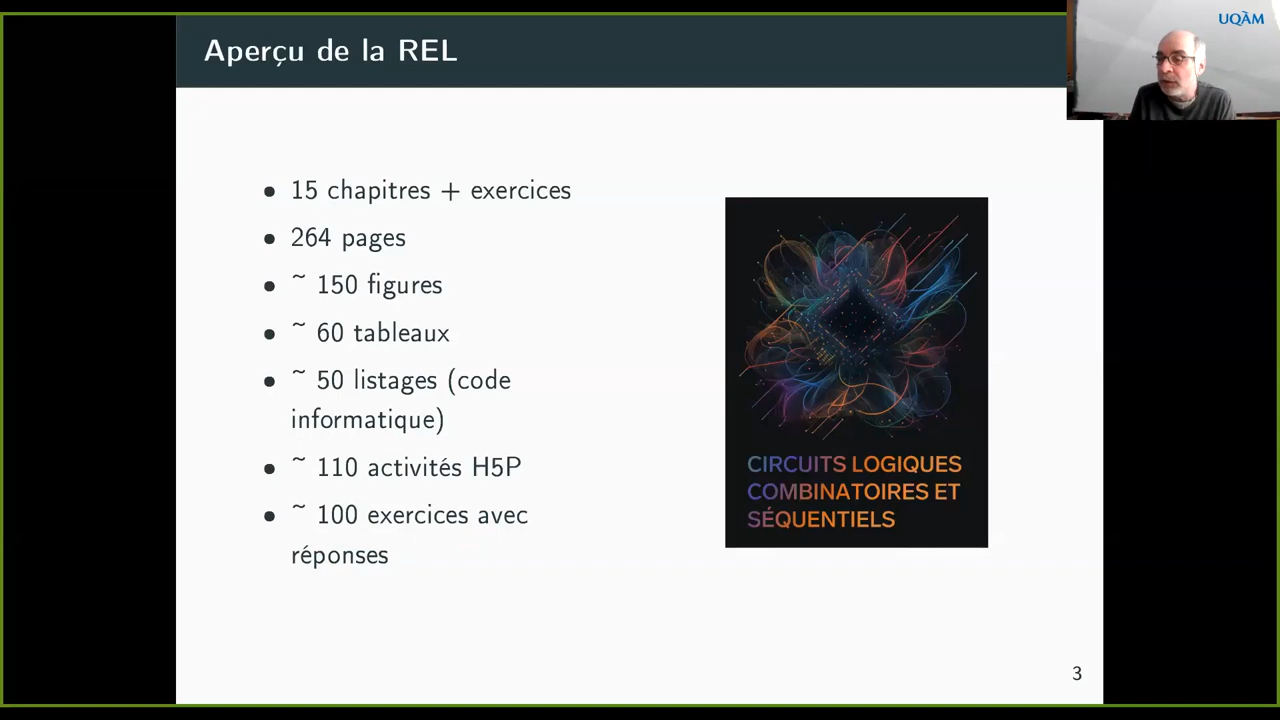 Aperçu de la REL
UQÀM
• 15 chapitres + exercices
• 264 pages
• ~ 150 figures
• ~ 60 tableaux
• ~ 50 listages (code
informatique)
• ~ 110 activités H5P
• ~ 100 exercices avec
réponses
CIRCUITS LOGIQUES
COMBINATOIRES ET
SÉQUENTIELS
3